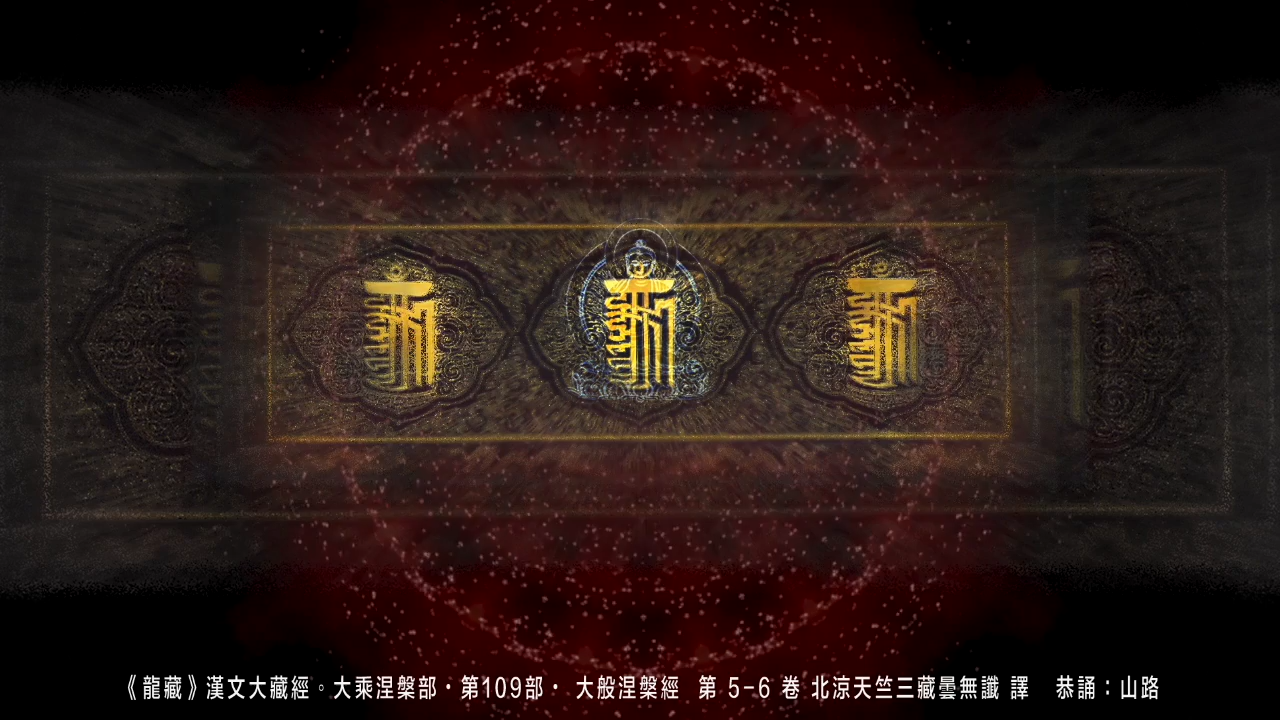 《龍藏》漢文大藏經。大乘涅槃部·第109部· 大般涅槃經 第 5-6 卷 北涼天竺三藏曇無讖 譯 恭誦：山路